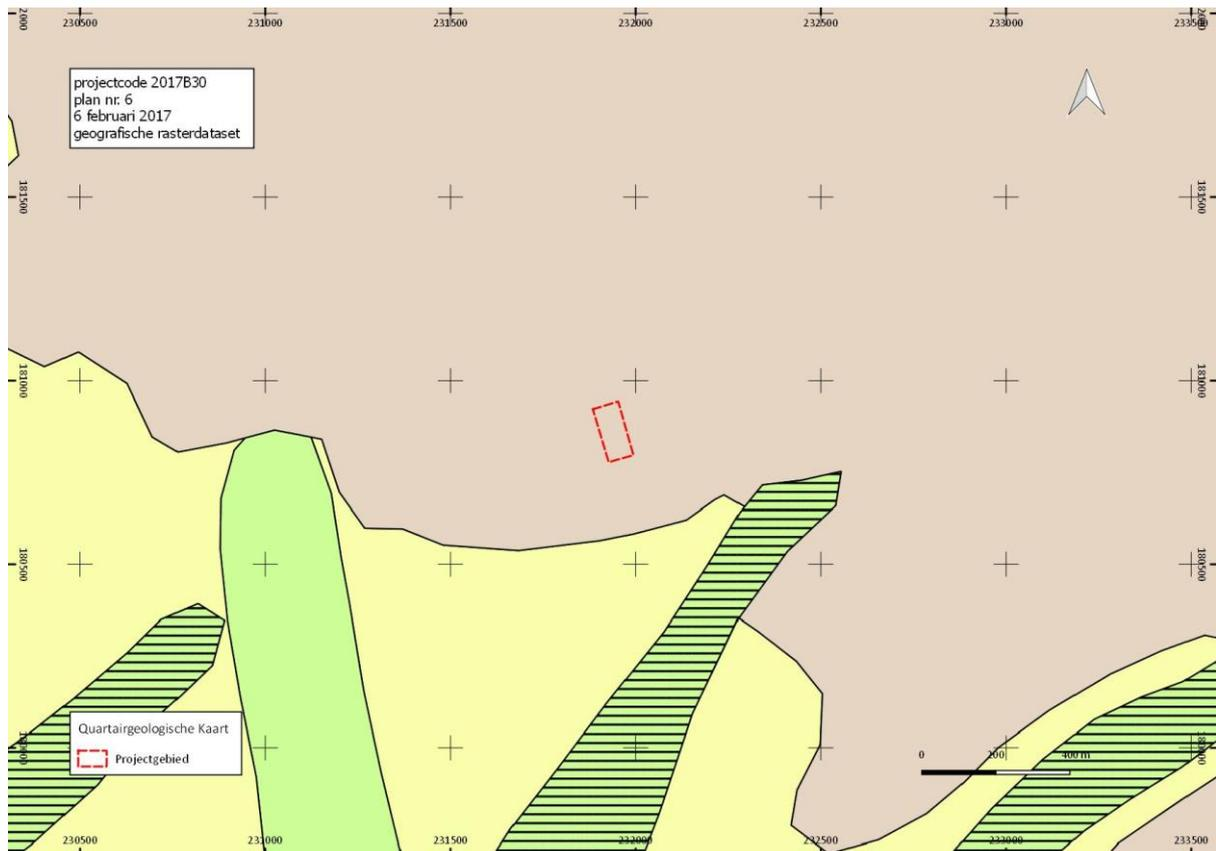 230500 231000 231500 232000 232500 233000 233500
projectcode 2017B30
plan nr. 6
6 februari 2017
geografische rasterdataset
181500 181500
181000 181000
180500 180500
Quartairgeologische Kaart
Projectgebied
0 200 400 m
230500 231000 231500 232000 232500 233000 233500